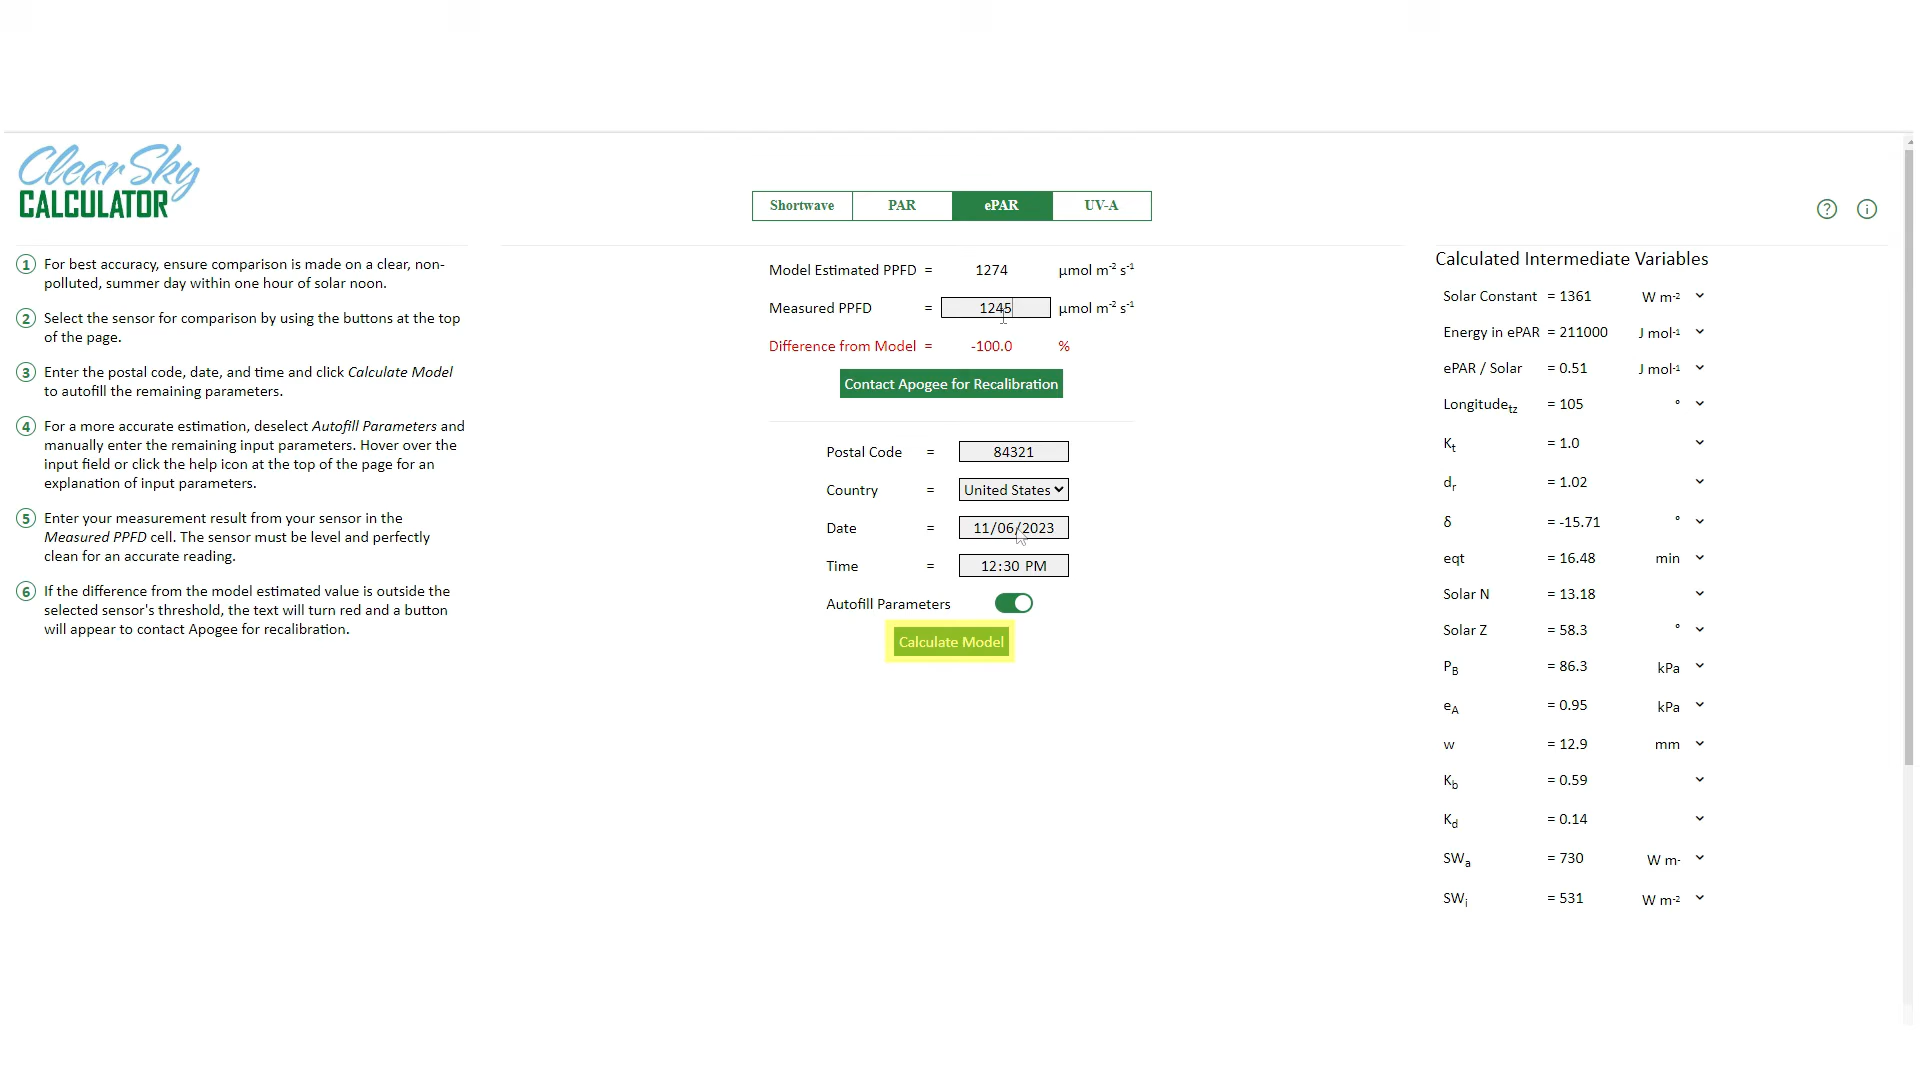 Clear Sky
CALCULATOR
Shortwave PAR ePAR UV-A
? i
1 For best accuracy, ensure comparison is made on a clear, non-
polluted, summer day within one hour of solar noon.
2 Select the sensor for comparison by using the buttons at the top
of the page.
3 Enter the postal code, date, and time and click Calculate Model
to autofill the remaining parameters.
4 For a more accurate estimation, deselect Autofill Parameters and
manually enter the remaining input parameters. Hover over the
input field or click the help icon at the top of the page for an
explanation of input parameters.
5 Enter your measurement result from your sensor in the
Measured PPFD cell. The sensor must be level and perfectly
clean for an accurate reading.
6 If the difference from the model estimated value is outside the
selected sensor's threshold, the text will turn red and a button
will appear to contact Apogee for recalibration.
Model Estimated PPFD = 1274 µmol m⁻² s⁻¹
Measured PPFD = 1245 µmol m⁻² s⁻¹
Difference from Model = -100.0 %
Contact Apogee for Recalibration
Postal Code = 84321
Country = United States
Date = 11/06/2023
Time = 12:30 PM
Autofill Parameters
Calculate Model
Calculated Intermediate Variables
Solar Constant = 1361 W m⁻²
Energy in ePAR = 211000 J mol⁻¹
ePAR / Solar = 0.51 J mol⁻¹
Longitude tz = 105 °
Kt = 1.0
dr = 1.02
δ = -15.71 °
eqt = 16.48 min
Solar N = 13.18
Solar Z = 58.3 °
PB = 86.3 kPa
eA = 0.95 kPa
w = 12.9 mm
Kb = 0.59
Kd = 0.14
SWa = 730 W m-
SWi = 531 W m⁻²